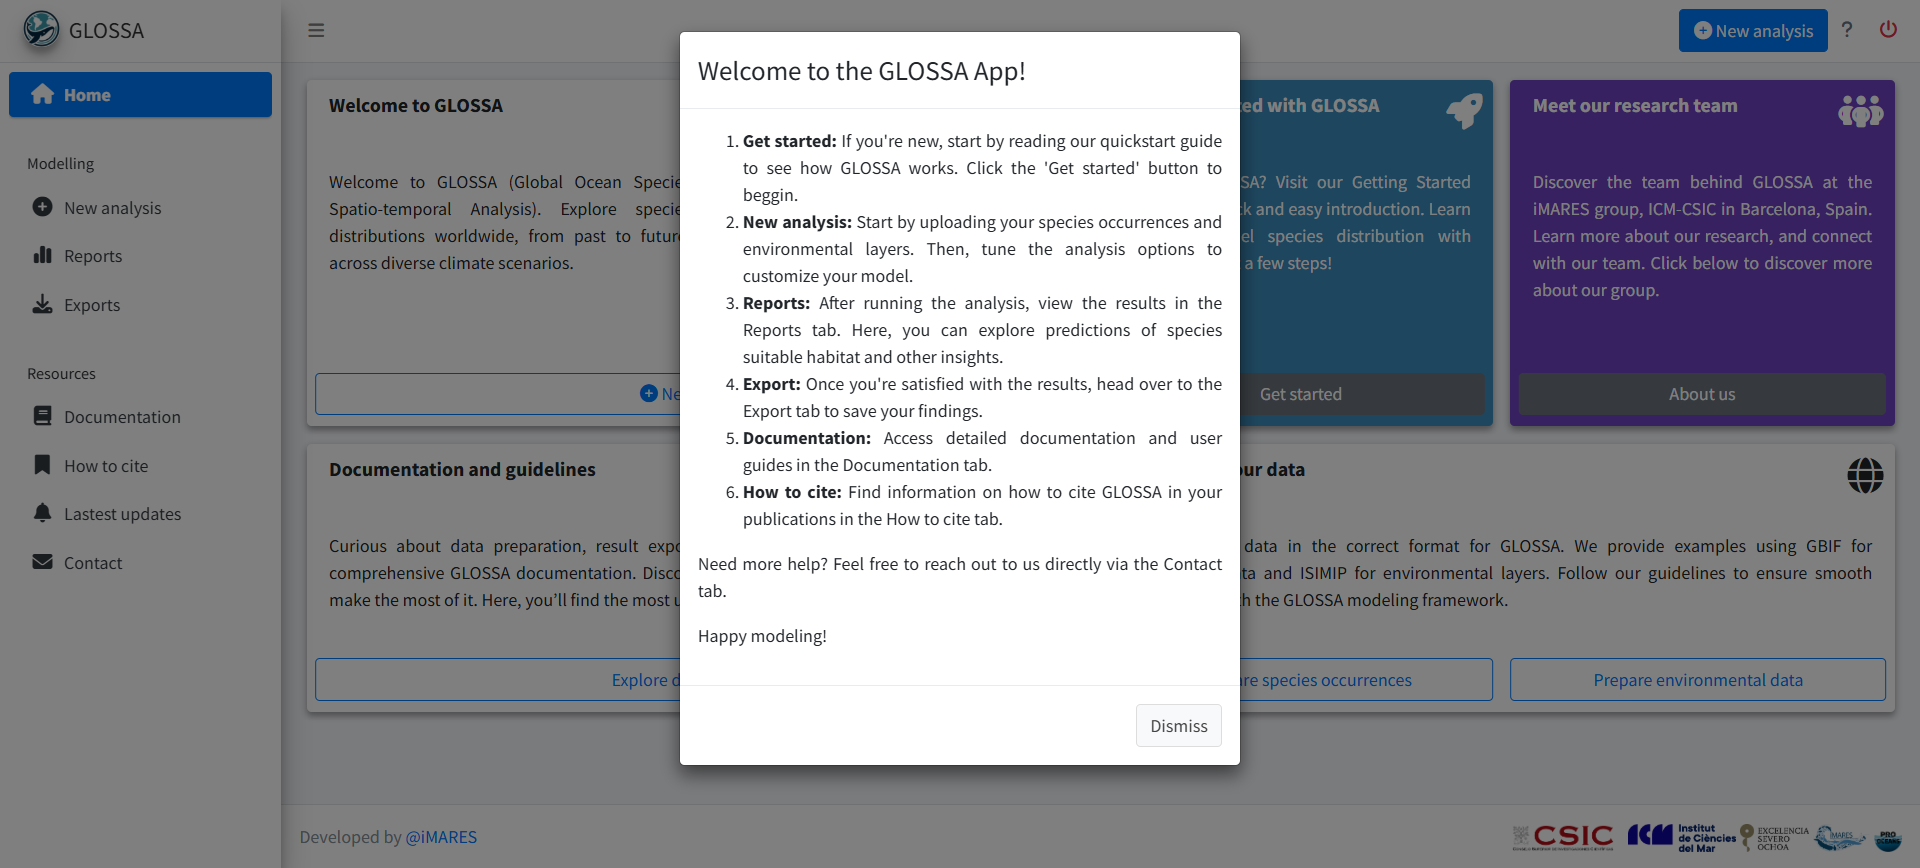 GLOSSA
New analysis
?
Home
Modelling
New analysis
Reports
Exports
Resources
Documentation
How to cite
Lastest updates
Contact
Welcome to GLOSSA
Welcome to GLOSSA (Global Ocean Specie
Spatio-temporal Analysis). Explore specie
distributions worldwide, from past to futur
across diverse climate scenarios.
Ne
Welcome to the GLOSSA App!
1. Get started: If you're new, start by reading our quickstart guide
to see how GLOSSA works. Click the 'Get started' button to
beggin.
2. New analysis: Start by uploading your species occurrences and
environmental layers. Then, tune the analysis options to
customize your model.
3. Reports: After running the analysis, view the results in the
Reports tab. Here, you can explore predictions of species
suitable habitat and other insights.
4. Export: Once you're satisfied with the results, head over to the
Export tab to save your findings.
5. Documentation: Access detailed documentation and user
guides in the Documentation tab.
6. How to cite: Find information on how to cite GLOSSA in your
publications in the How to cite tab.
Need more help? Feel free to reach out to us directly via the Contact
tab.
Happy modeling!
Dismiss
ed with GLOSSA
SA? Visit our Getting Started
k and easy introduction. Learn
el species distribution with
a few steps!
Get started
Meet our research team
Discover the team behind GLOSSA at the
iMARES group, ICM-CSIC in Barcelona, Spain.
Learn more about our research, and connect
with our team. Click below to discover more
about our group.
About us
Documentation and guidelines
Curious about data preparation, result expo
comprehensive GLOSSA documentation. Disco
make the most of it. Here, you’ll find the most u
Explore d
our data
data in the correct format for GLOSSA. We provide examples using GBIF for
ta and ISIMIP for environmental layers. Follow our guidelines to ensure smooth
h the GLOSSA modeling framework.
re species occurrences
Prepare environmental data
Developed by @iMARES
CSIC
ICM
Institut
de Ciències
del Mar
EXCELENCIA
SEVERO
OCHOA
iMARES
PRO
OCEANS